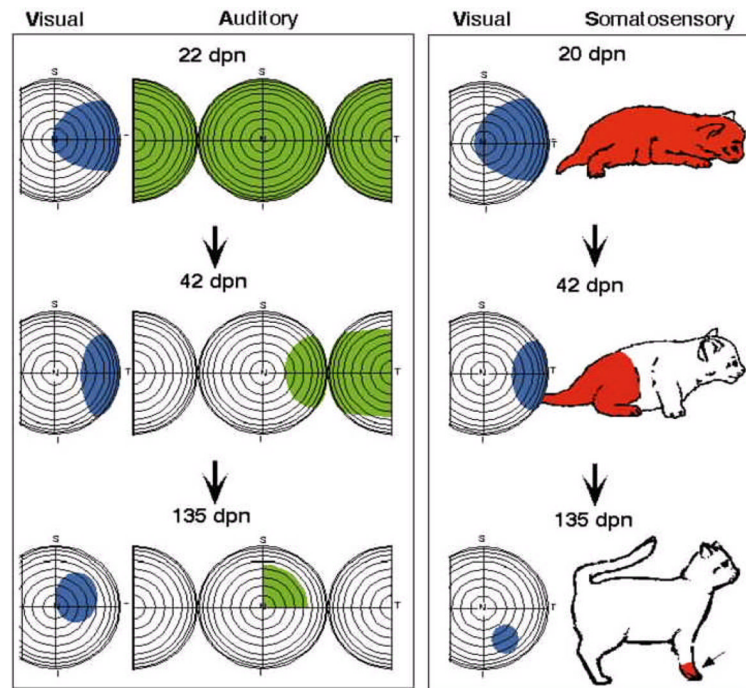 Visual Auditory
22 dpn
S S
N N T
I I
42 dpn
S S
N T N T
I I
135 dpn
S S
N N T
I I
Visual Somatosensory
20 dpn
S
N T
I
42 dpn
S
N T
I
135 dpn
S
N T
I